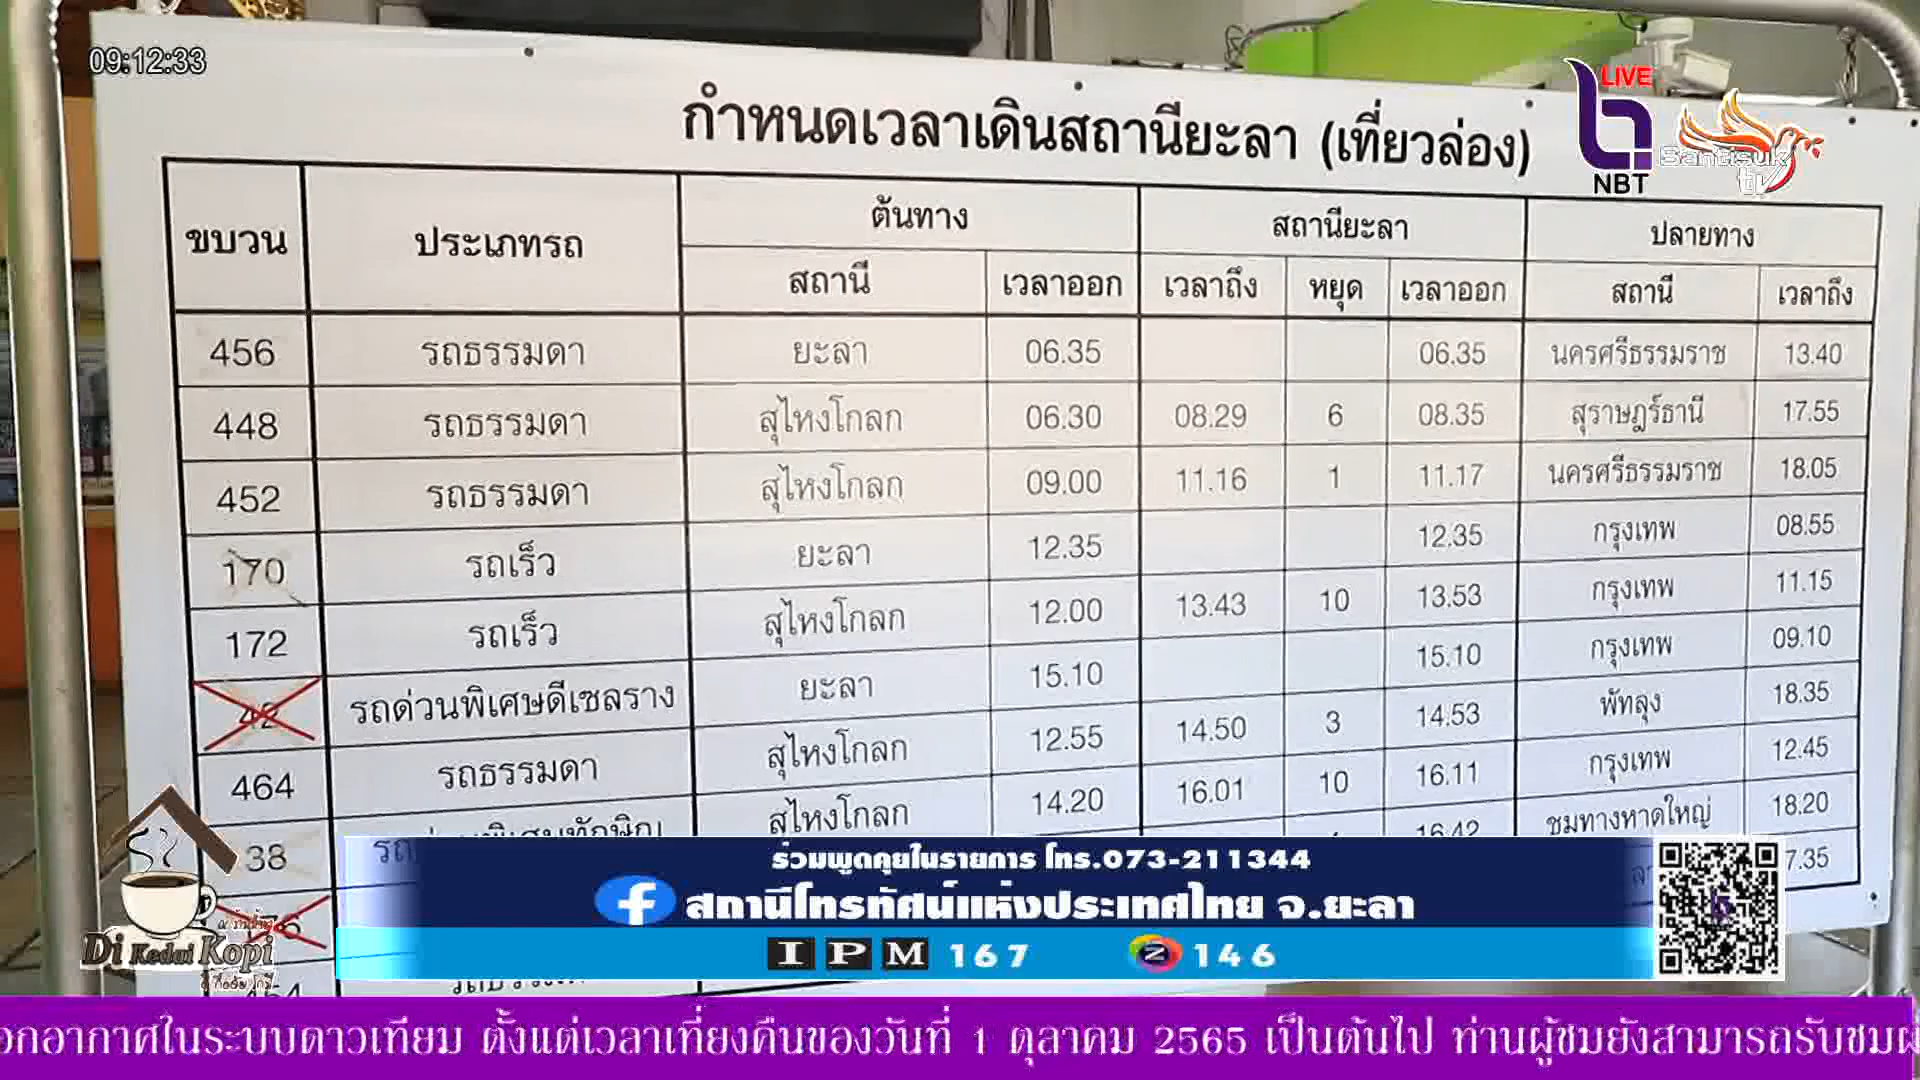 09:12:33
LIVE
NBT
Santisuk
tv
กำหนดเวลาเดินสถานียะลา (เที่ยวล่อง)
ขบวน ประเภทรถ ต้นทาง สถานียะลา ปลายทาง
สถานี เวลาออก เวลาถึง หยุด เวลาออก สถานี เวลาถึง
456 รถธรรมดา ยะลา 06.35 06.35 นครศรีธรรมราช 13.40
448 รถธรรมดา สุไหงโกลก 06.30 08.29 6 08.35 สุราษฎร์ธานี 17.55
452 รถธรรมดา สุไหงโกลก 09.00 11.16 1 11.17 นครศรีธรรมราช 18.05
170 รถเร็ว ยะลา 12.35 12.35 กรุงเทพ 08.55
172 รถเร็ว สุไหงโกลก 12.00 13.43 10 13.53 กรุงเทพ 11.15
42 รถด่วนพิเศษดีเซลราง ยะลา 15.10 15.10 กรุงเทพ 09.10
464 รถธรรมดา สุไหงโกลก 12.55 14.50 3 14.53 พัทลุง 18.35
38 สุไหงโกลก 14.20 16.01 10 16.11 กรุงเทพ 12.45
16.42 ชุมทางหาดใหญ่ 18.20
7.35
Di Kedai Kopi
ร่วมพูดคุยในรายการ โทร.073-211344
สถานีโทรทัศน์แห่งประเทศไทย จ.ยะลา
IPM 167 Z 146
อกอากาศในระบบดาวเทียม ตั้งแต่เวลาเที่ยงคืนของวันที่ 1 ตุลาคม 2565 เป็นต้นไป ท่านผู้ชมยังสามารถรับชมผ